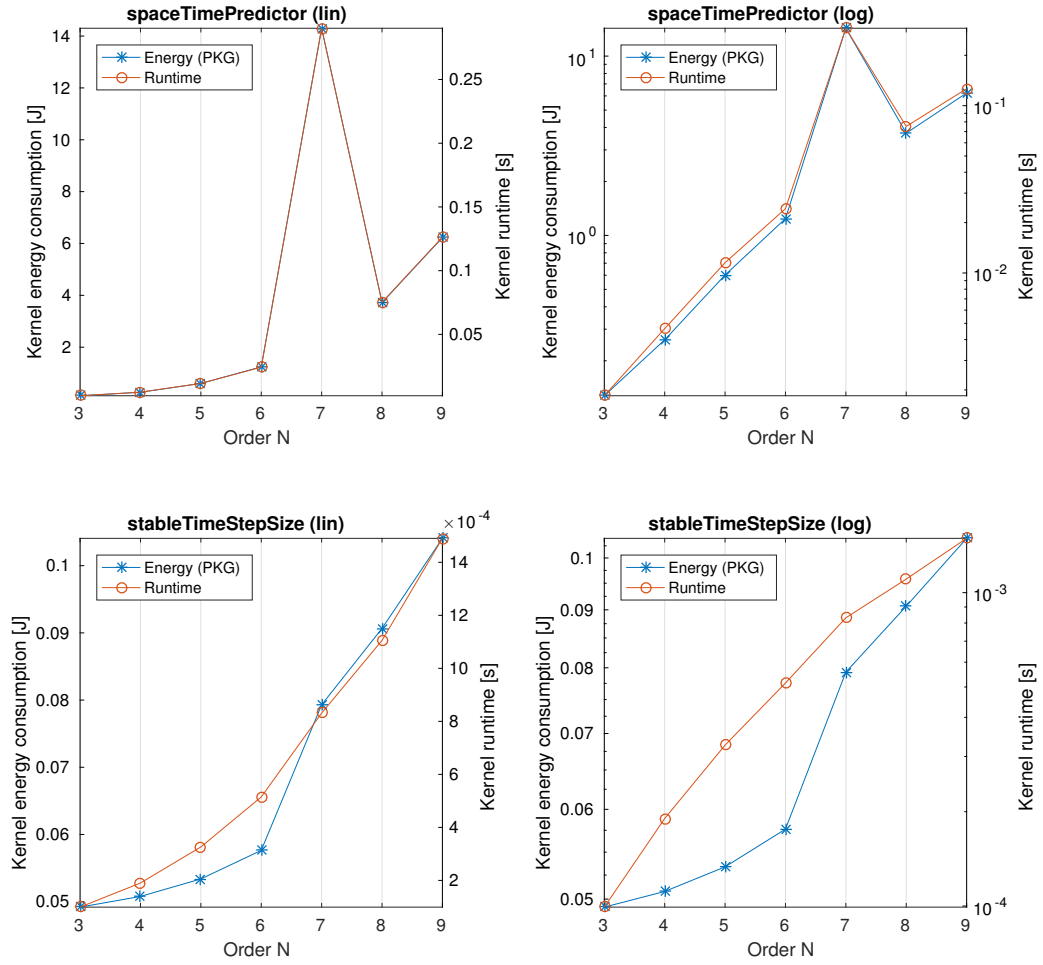 spaceTimePredictor (lin)
Energy (PKG)
Runtime
Kernel energy consumption [J]
14
12
10
8
6
4
2
Kernel runtime [s]
0.25
0.2
0.15
0.1
0.05
3 4 5 6 7 8 9
Order N
spaceTimePredictor (log)
Energy (PKG)
Runtime
Kernel energy consumption [J]
10^1
10^0
Kernel runtime [s]
10^-1
10^-2
3 4 5 6 7 8 9
Order N
stableTimeStepSize (lin)
× 10^-4
Energy (PKG)
Runtime
Kernel energy consumption [J]
0.1
0.09
0.08
0.07
0.06
0.05
Kernel runtime [s]
14
12
10
8
6
4
2
3 4 5 6 7 8 9
Order N
stableTimeStepSize (log)
Energy (PKG)
Runtime
Kernel energy consumption [J]
0.1
0.09
0.08
0.07
0.06
0.05
Kernel runtime [s]
10^-3
10^-4
3 4 5 6 7 8 9
Order N